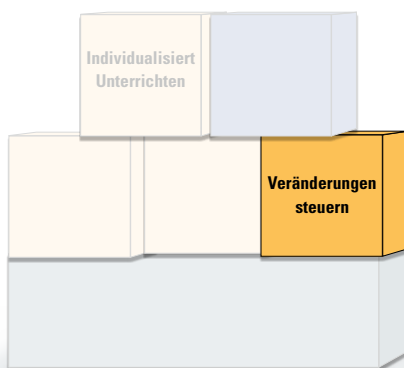 Individualisiert
Unterrichten
Veränderungen
steuern